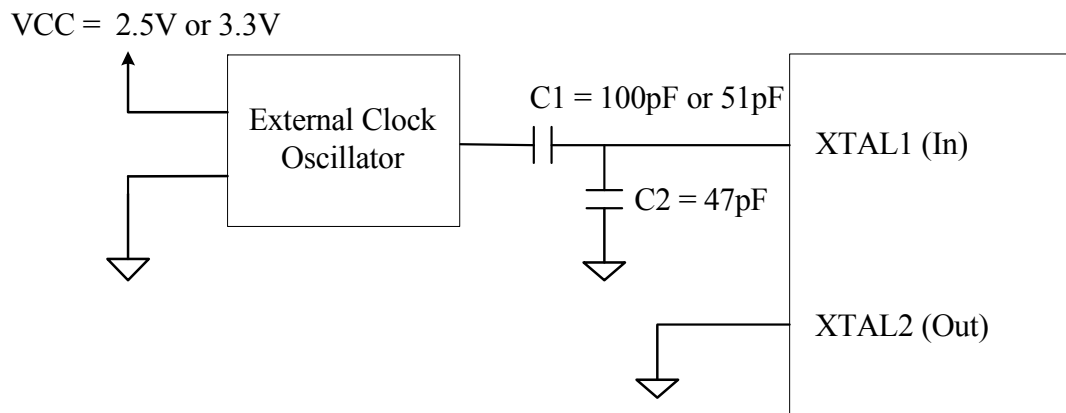 VCC =  2.5V or 3.3V
External Clock
Oscillator
C1 = 100pF or 51pF
C2 = 47pF
XTAL1 (In)
XTAL2 (Out)